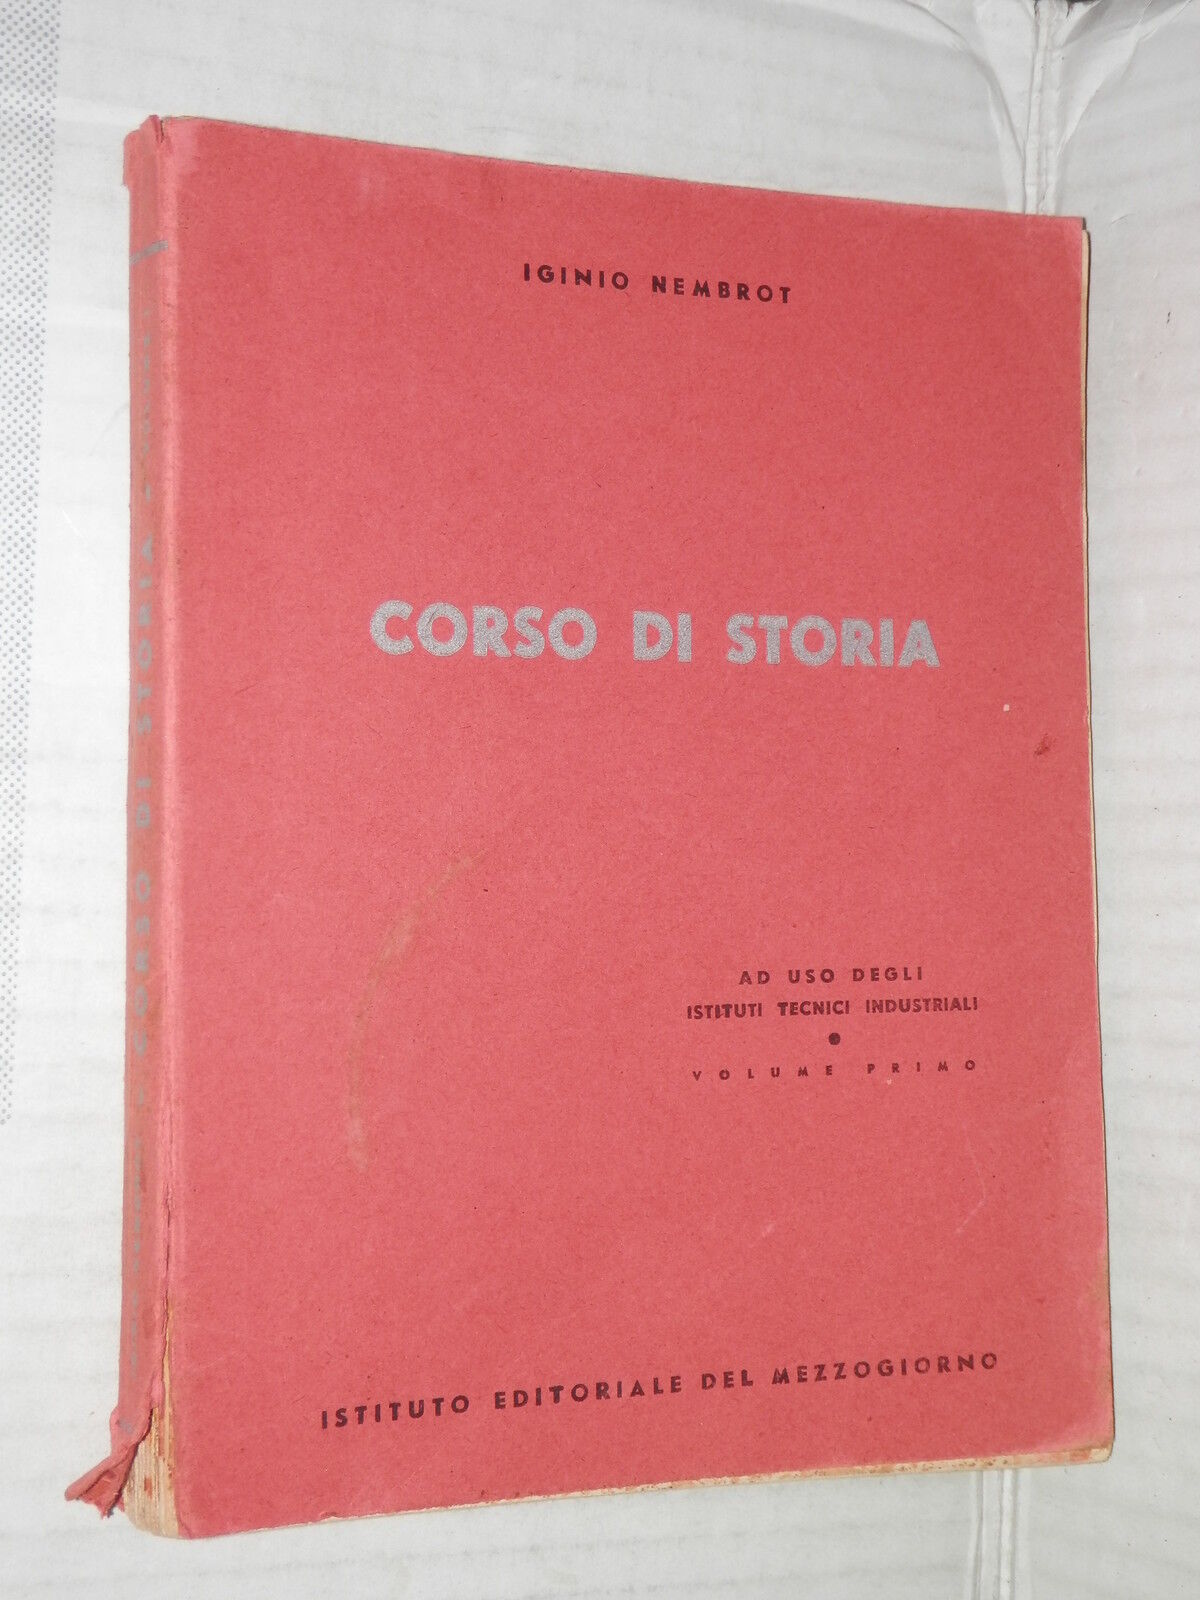 IGINIO NEMBROT
CORSO DI STORIA
AD USO DEGLI
ISTITUTI TECNICI INDUSTRIALI
VOLUME PRIMO
ISTITUTO EDITORIALE DEL MEZZOGIORNO
CORSO DI STORIA